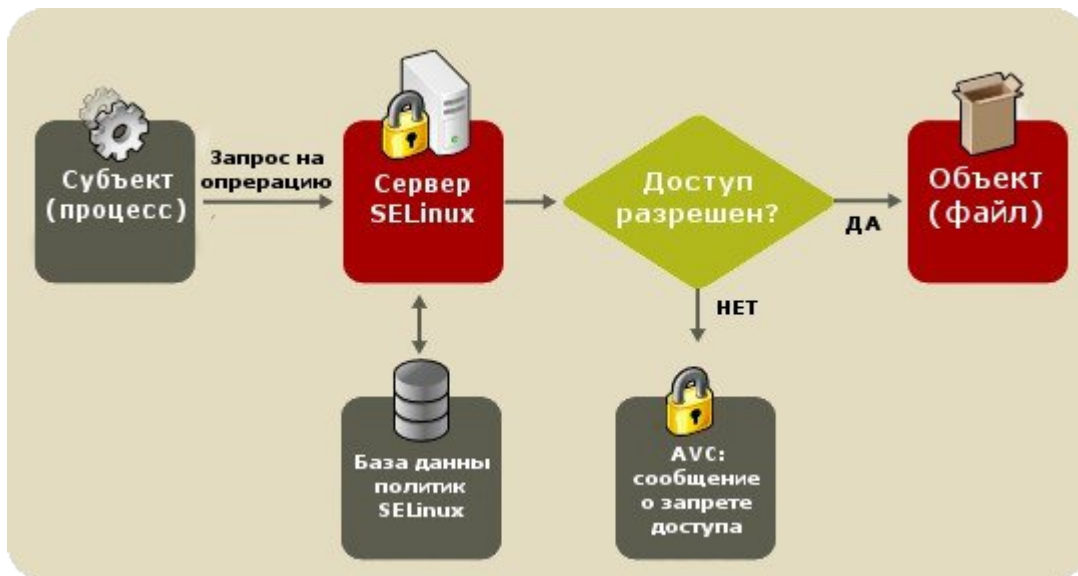 Субъект
(процесс)
Запрос на
опрерацию
Сервер
SELinux
Доступ
разрешен?
ДА
Объект
(файл)
НЕТ
База данны
политик
SELinux
AVC:
сообщение
о запрете
доступа